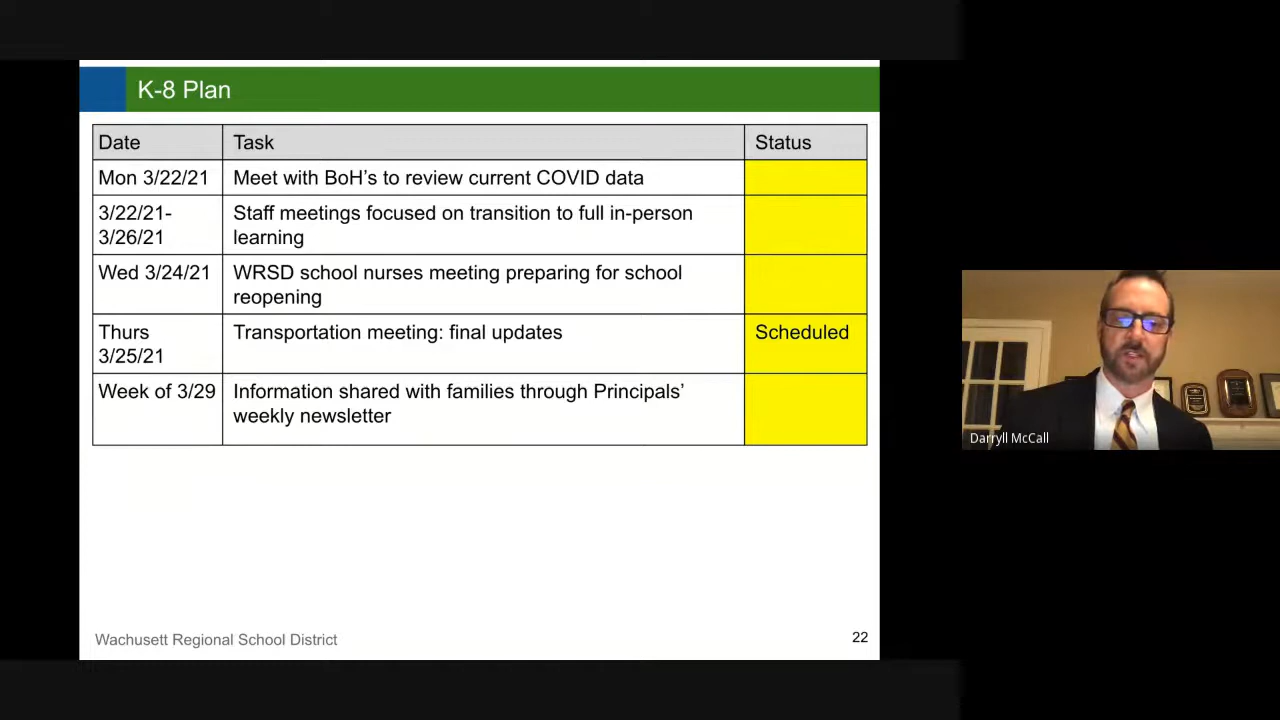 K-8 Plan
Date Task Status
Mon 3/22/21 Meet with BoH's to review current COVID data
3/22/21- Staff meetings focused on transition to full in-person
3/26/21 learning
Wed 3/24/21 WRSD school nurses meeting preparing for school
reopening
Thurs Transportation meeting: final updates Scheduled
3/25/21
Week of 3/29 Information shared with families through Principals'
weekly newsletter
Wachusett Regional School District 22
Darryll McCall